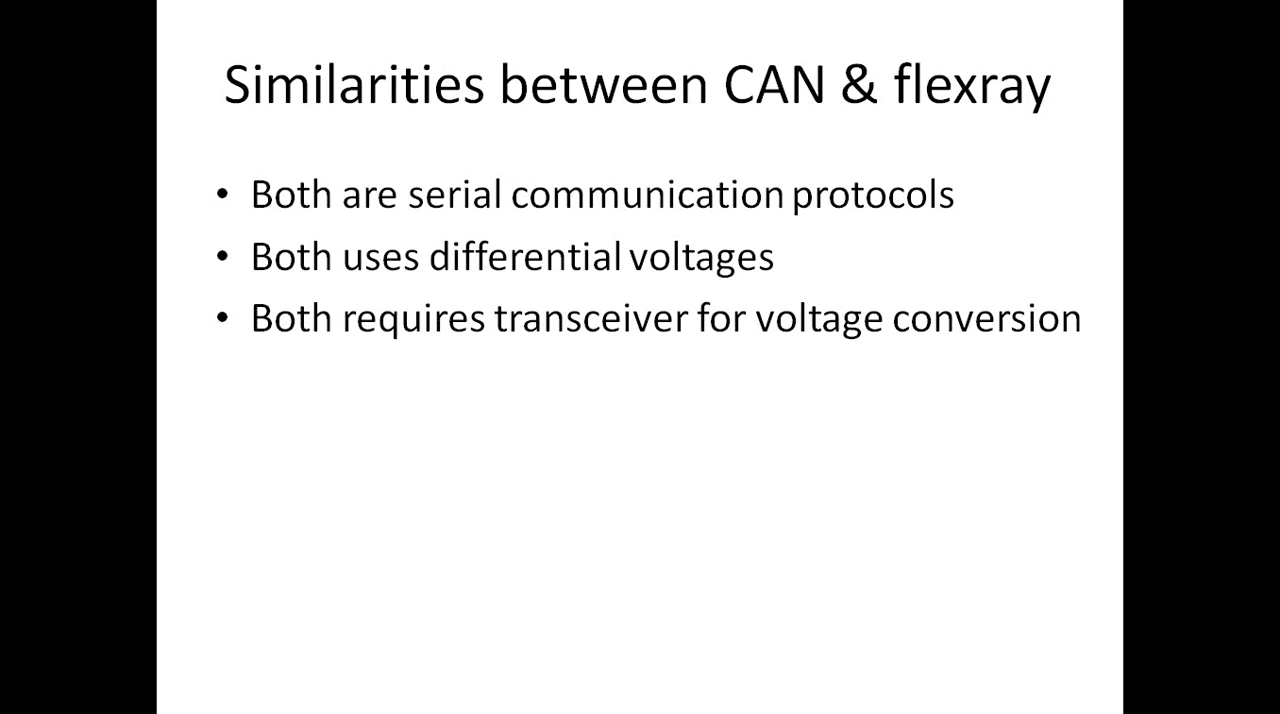 Similarities between CAN & flexray
• Both are serial communication protocols
• Both uses differential voltages
• Both requires transceiver for voltage conversion